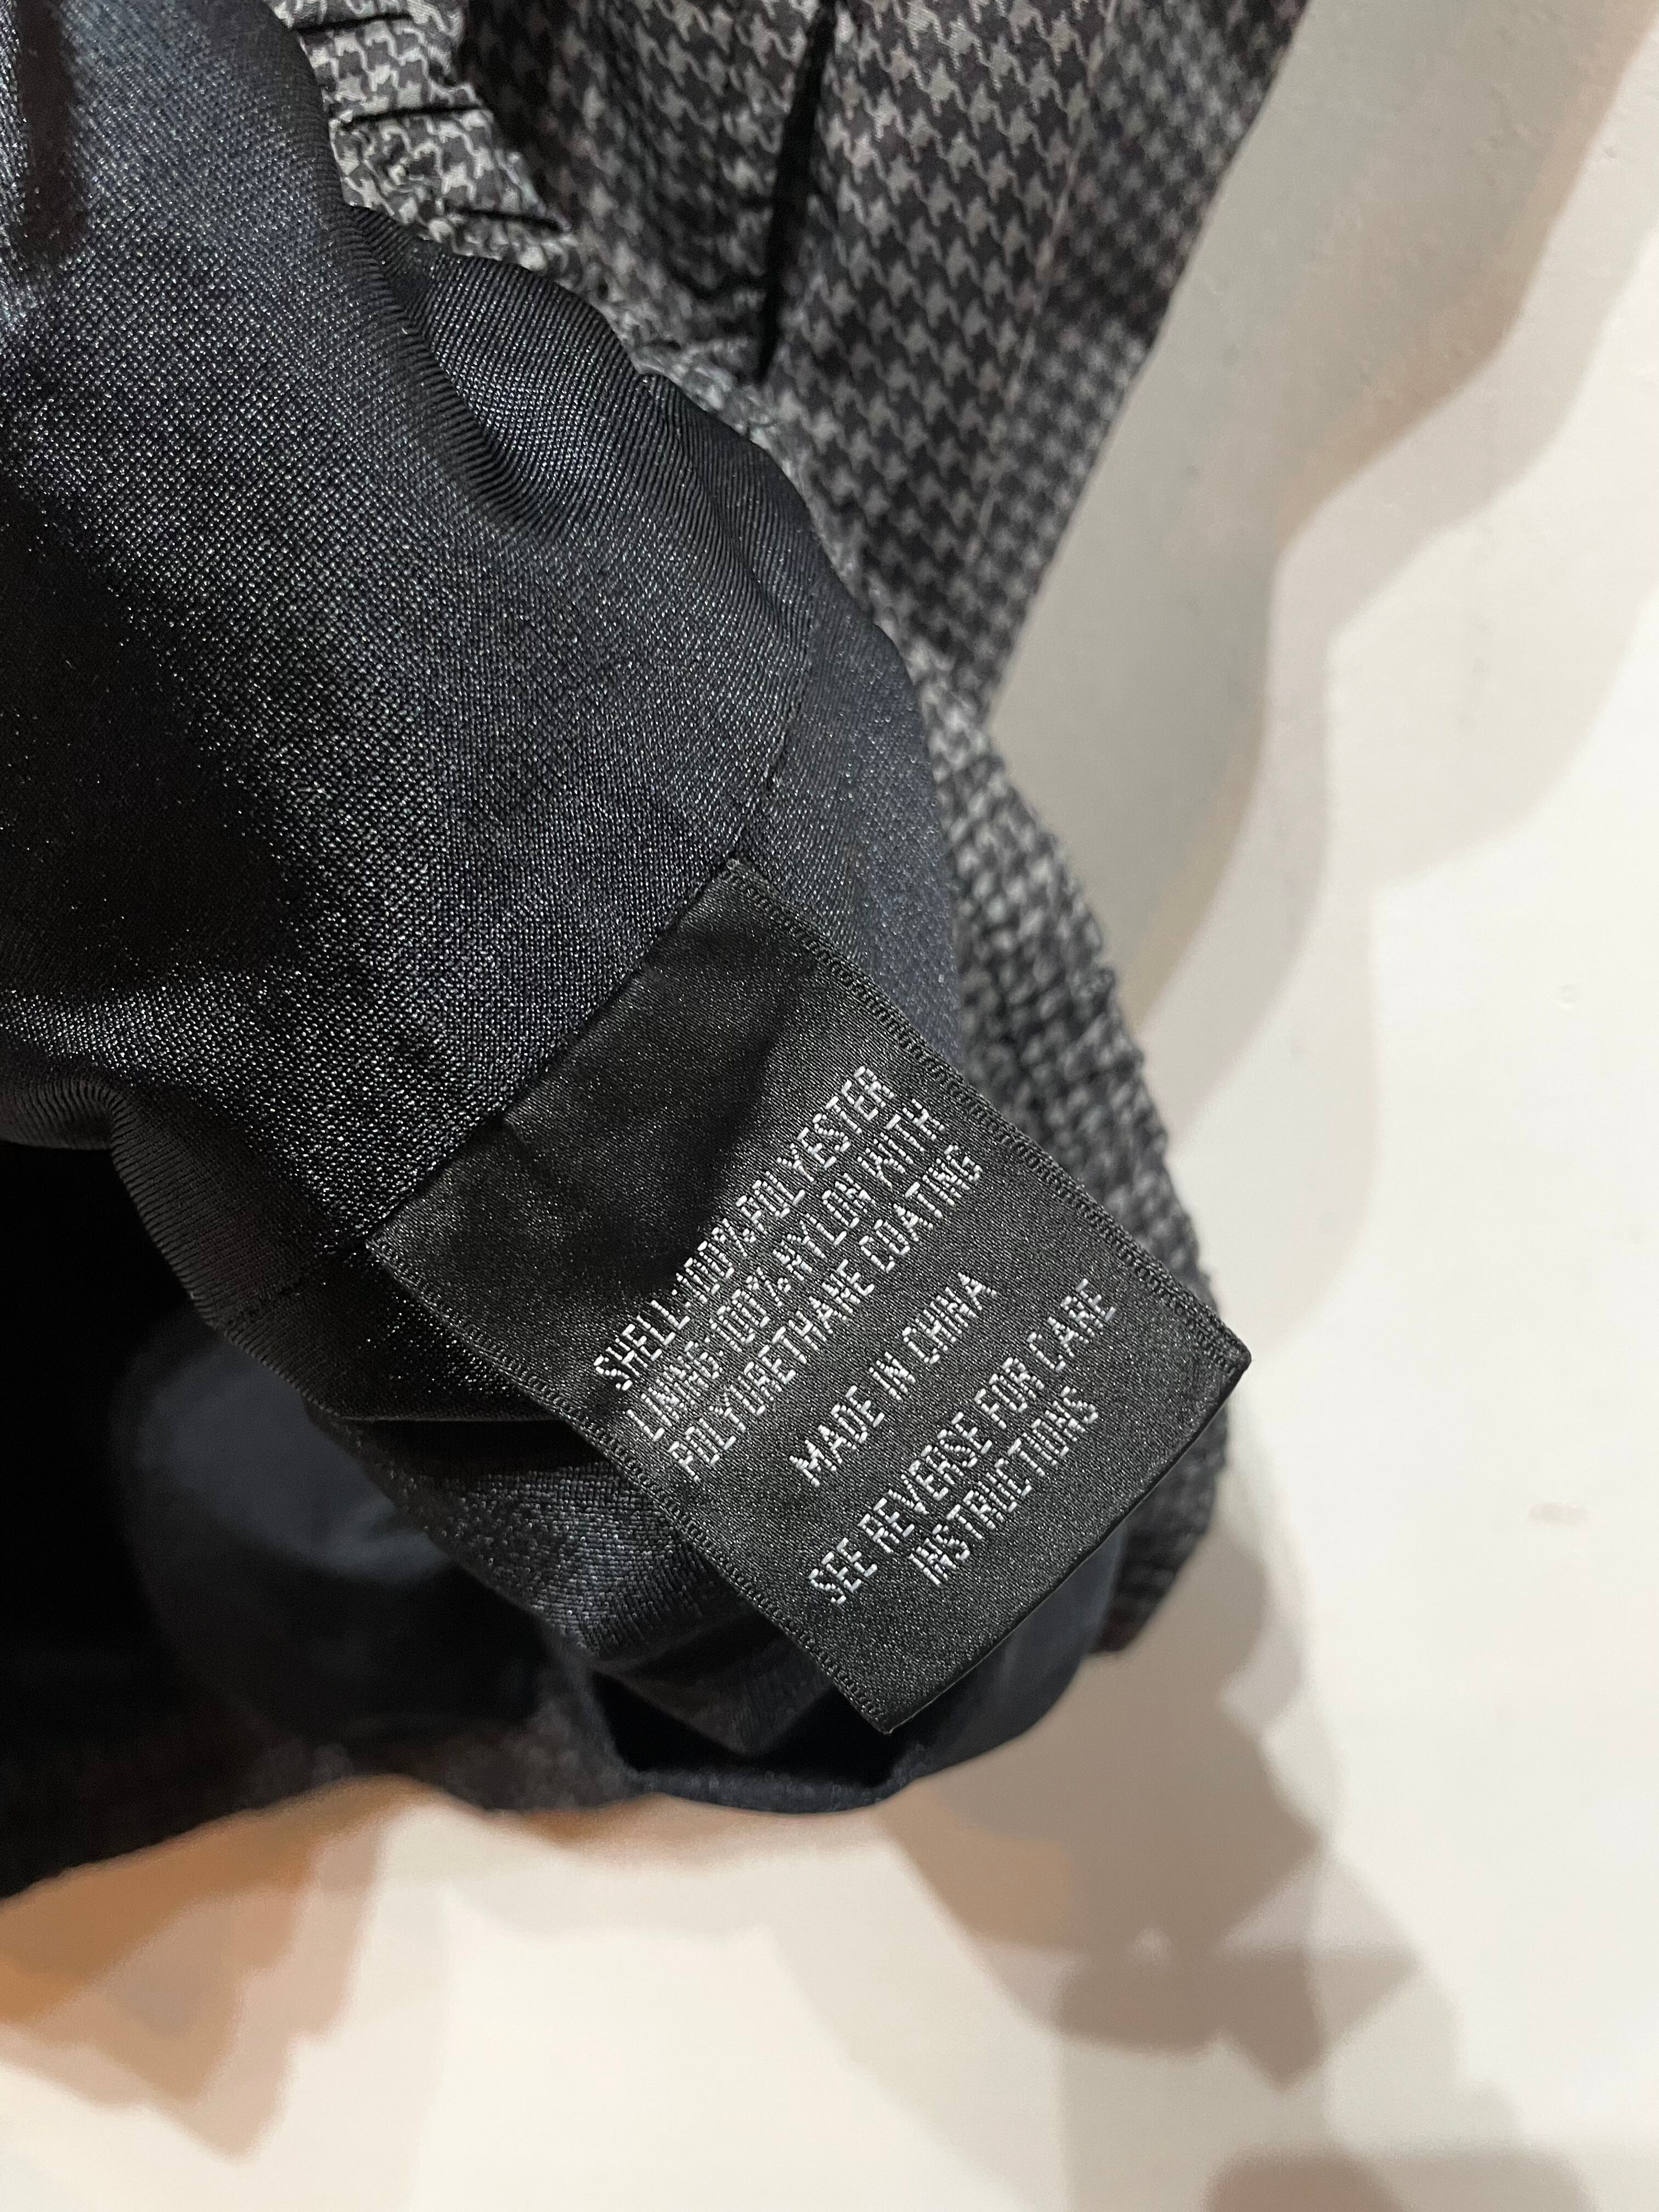 SHELL:100% POLYESTER
LINING:100% NYLON WITH
POLYURETHANE COATING
MADE IN CHINA
SEE REVERSE FOR CARE
INSTRUCTIONS